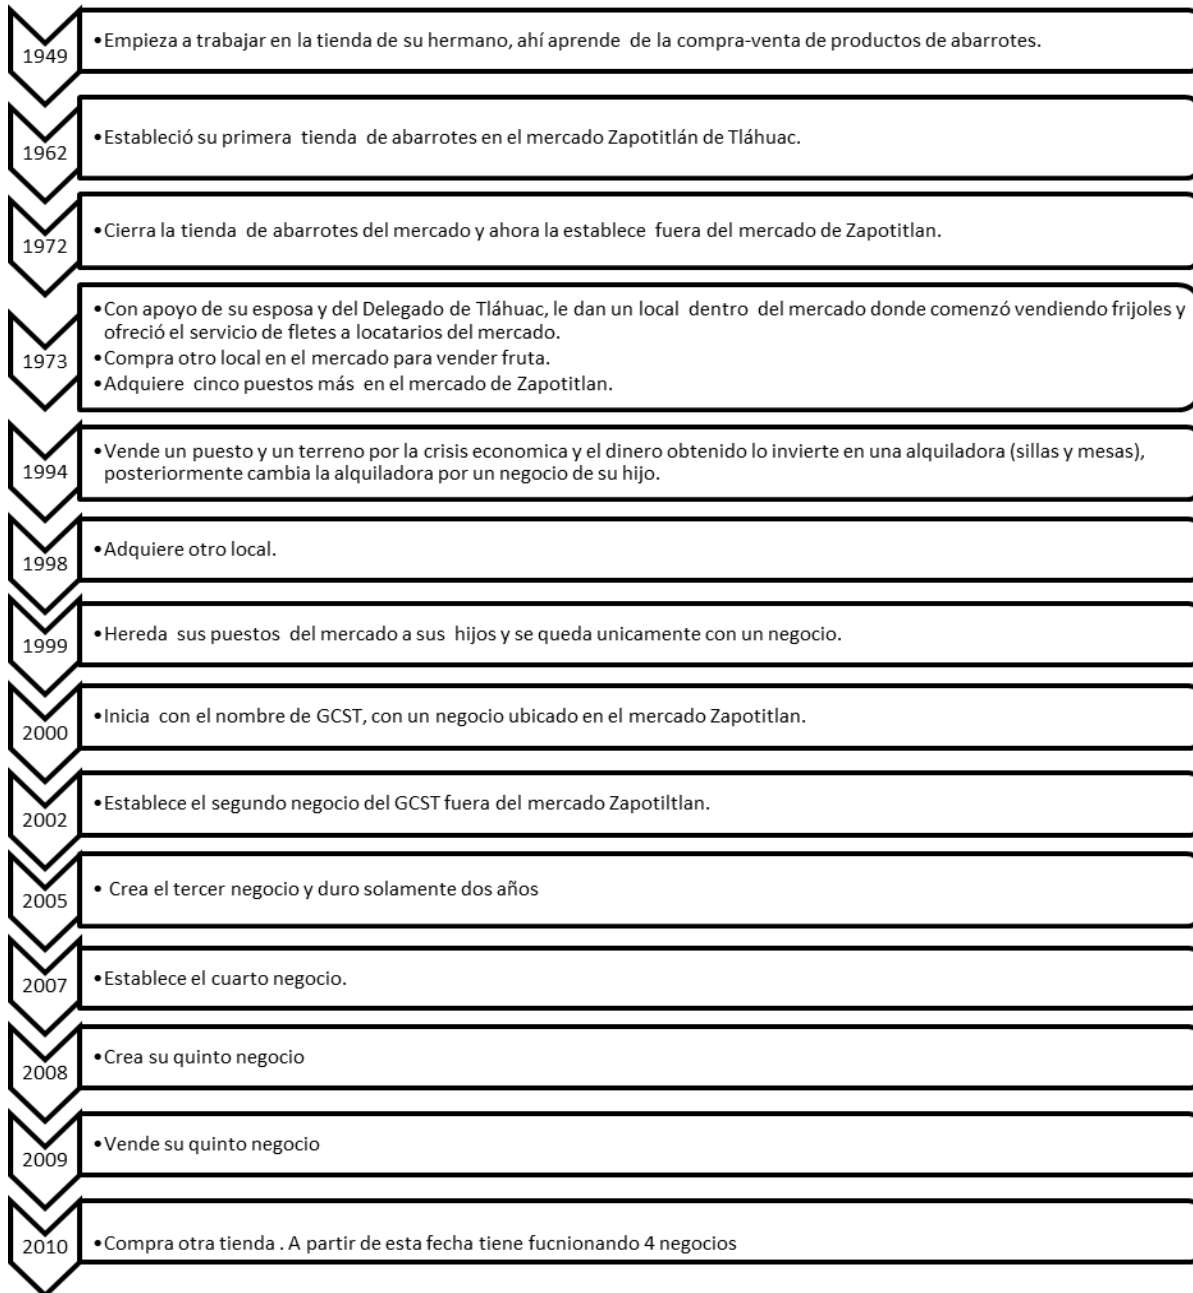 1949
•Empieza a trabajar en la tienda de su hermano, ahí aprende de la compra-venta de productos de abarrotes.
1962
•Estableció su primera tienda de abarrotes en el mercado Zapotitlán de Tláhuac.
1972
•Cierra la tienda de abarrotes del mercado y ahora la establece fuera del mercado de Zapotitlan.
1973
•Con apoyo de su esposa y del Delegado de Tláhuac, le dan un local dentro del mercado donde comenzó vendiendo frijoles y
ofreció el servicio de fletes a locatarios del mercado.
•Compra otro local en el mercado para vender fruta.
•Adquiere cinco puestos más en el mercado de Zapotitlan.
1994
•Vende un puesto y un terreno por la crisis economica y el dinero obtenido lo invierte en una alquiladora (sillas y mesas),
posteriormente cambia la alquiladora por un negocio de su hijo.
1998
•Adquiere otro local.
1999
•Hereda sus puestos del mercado a sus hijos y se queda unicamente con un negocio.
2000
•Inicia con el nombre de GCST, con un negocio ubicado en el mercado Zapotitlan.
2002
•Establece el segundo negocio del GCST fuera del mercado Zapotiltlan.
2005
• Crea el tercer negocio y duro solamente dos años
2007
•Establece el cuarto negocio.
2008
•Crea su quinto negocio
2009
•Vende su quinto negocio
2010
•Compra otra tienda . A partir de esta fecha tiene fucnionando 4 negocios